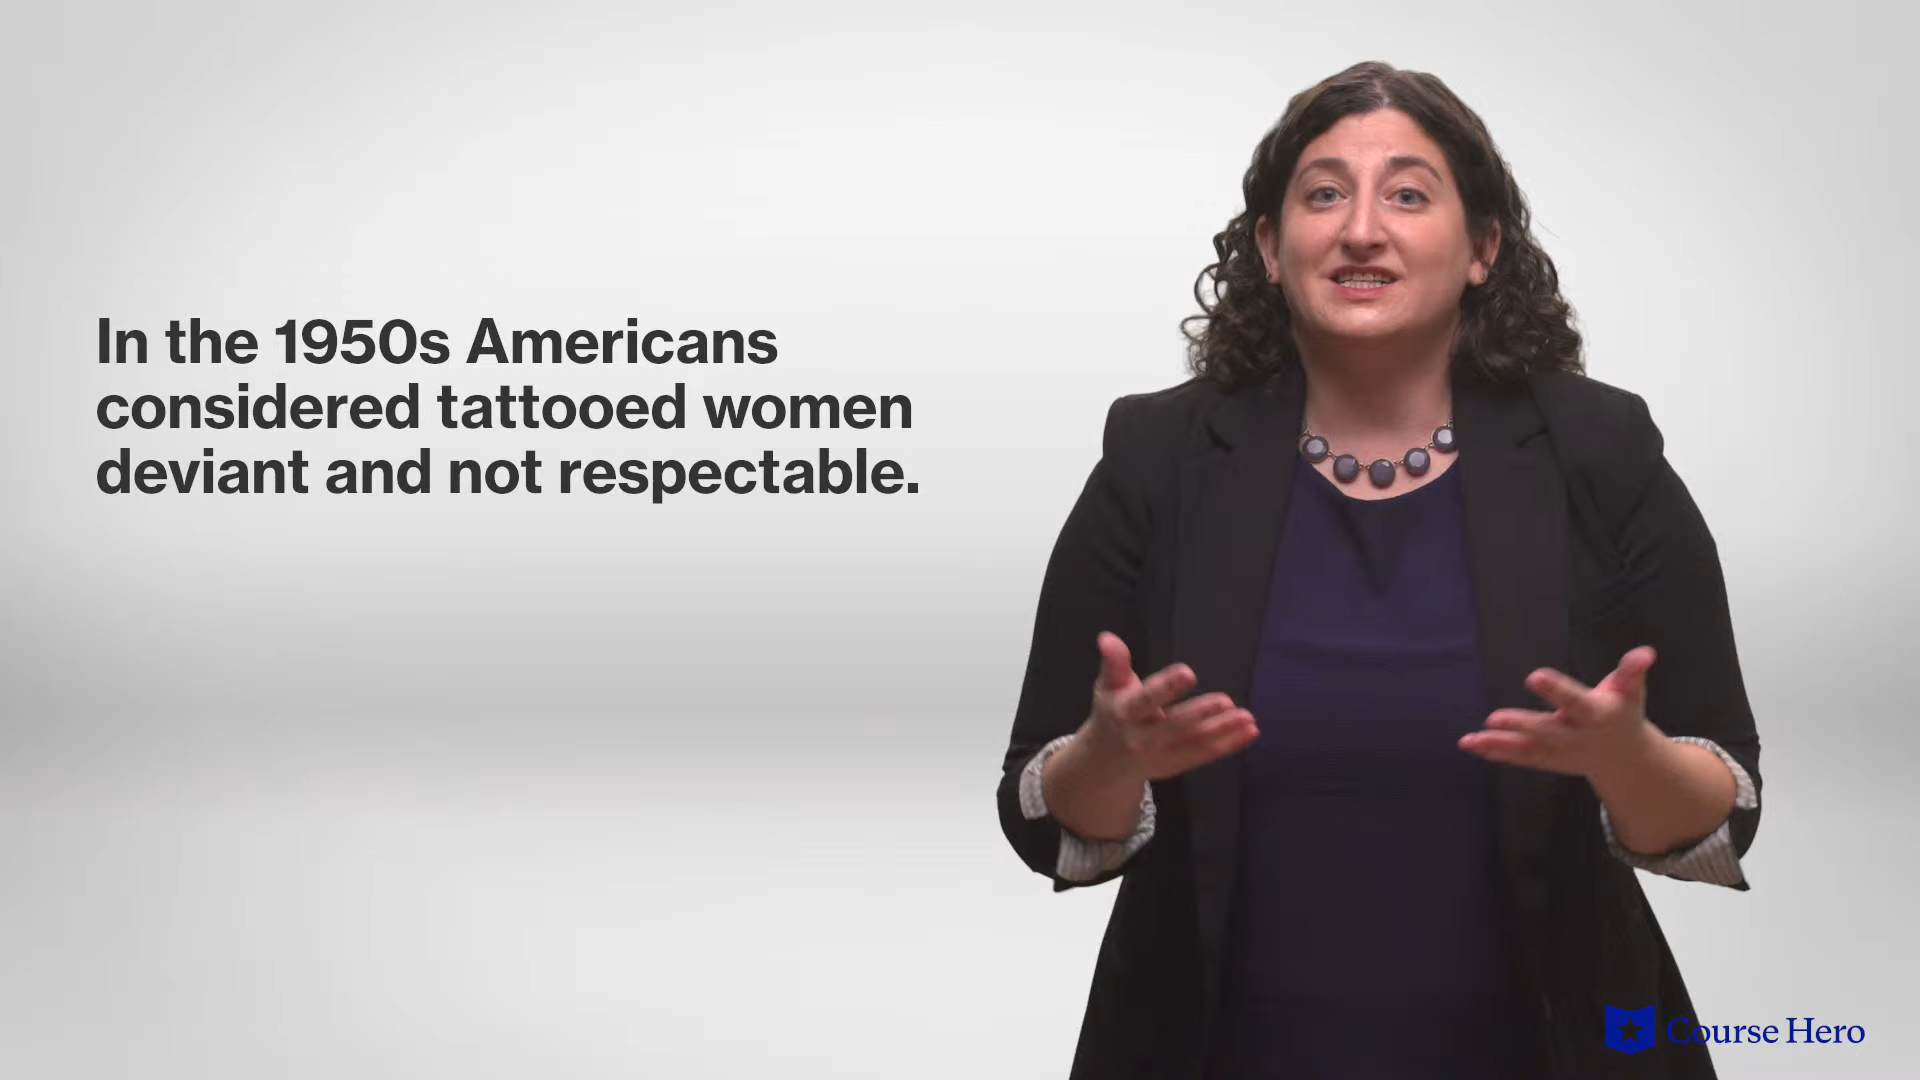 In the 1950s Americans
considered tattooed women
deviant and not respectable.
Course Hero